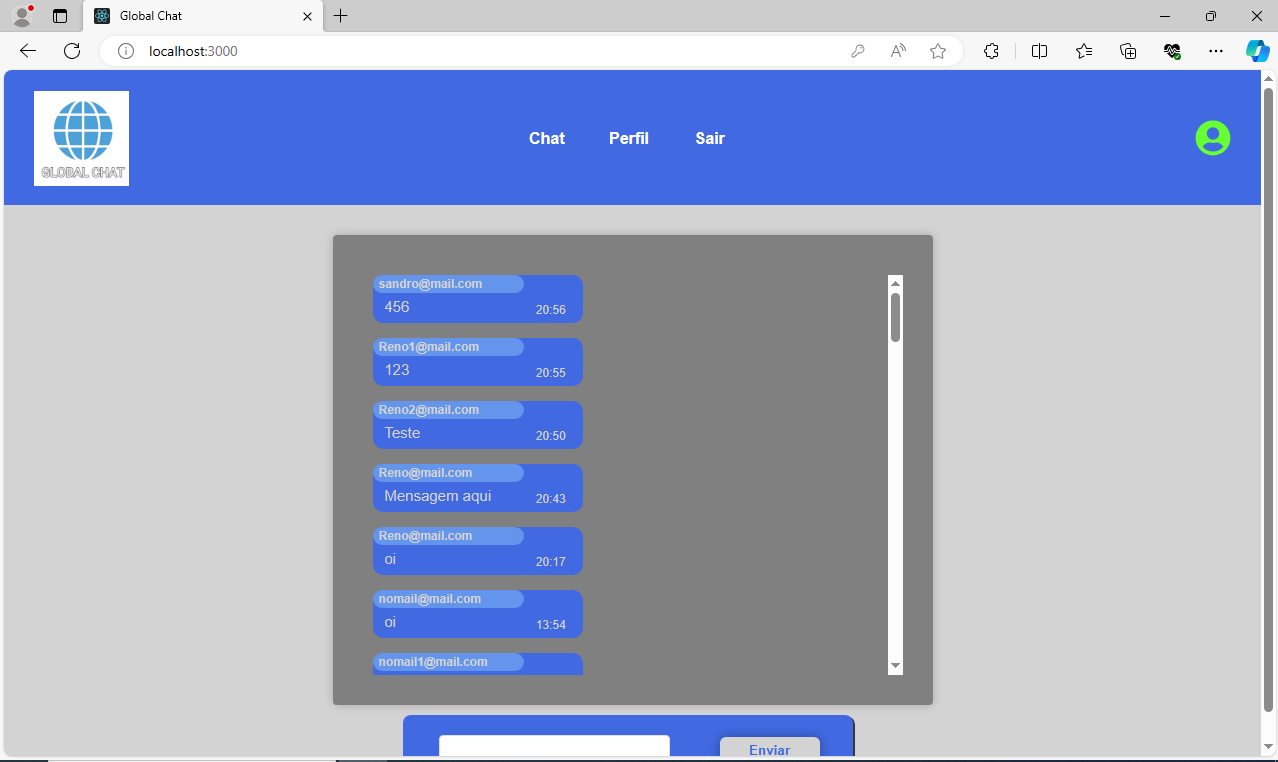 Global Chat
localhost:3000
GLOBAL CHAT
Chat Perfil Sair
sandro@mail.com
456 20:56
Reno1@mail.com
123 20:55
Reno2@mail.com
Teste 20:50
Reno@mail.com
Mensagem aqui 20:43
Reno@mail.com
oi 20:17
nomail@mail.com
oi 13:54
nomail1@mail.com
Enviar